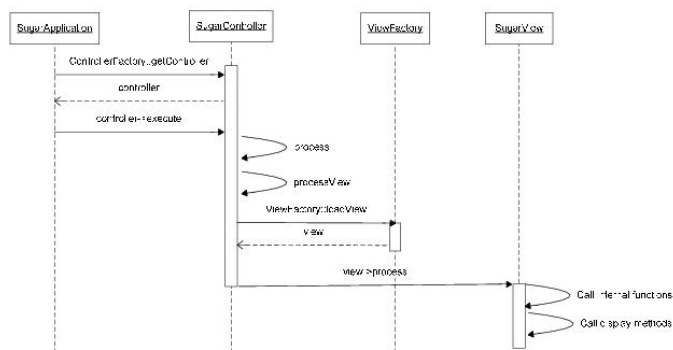 SugarApplication
SugarController
ViewFactory
SugarView
ControllerFactory::getController
controller
controller->execute
process
processView
ViewFactory::loadView
view
view->process
Call internal functions
Call display methods